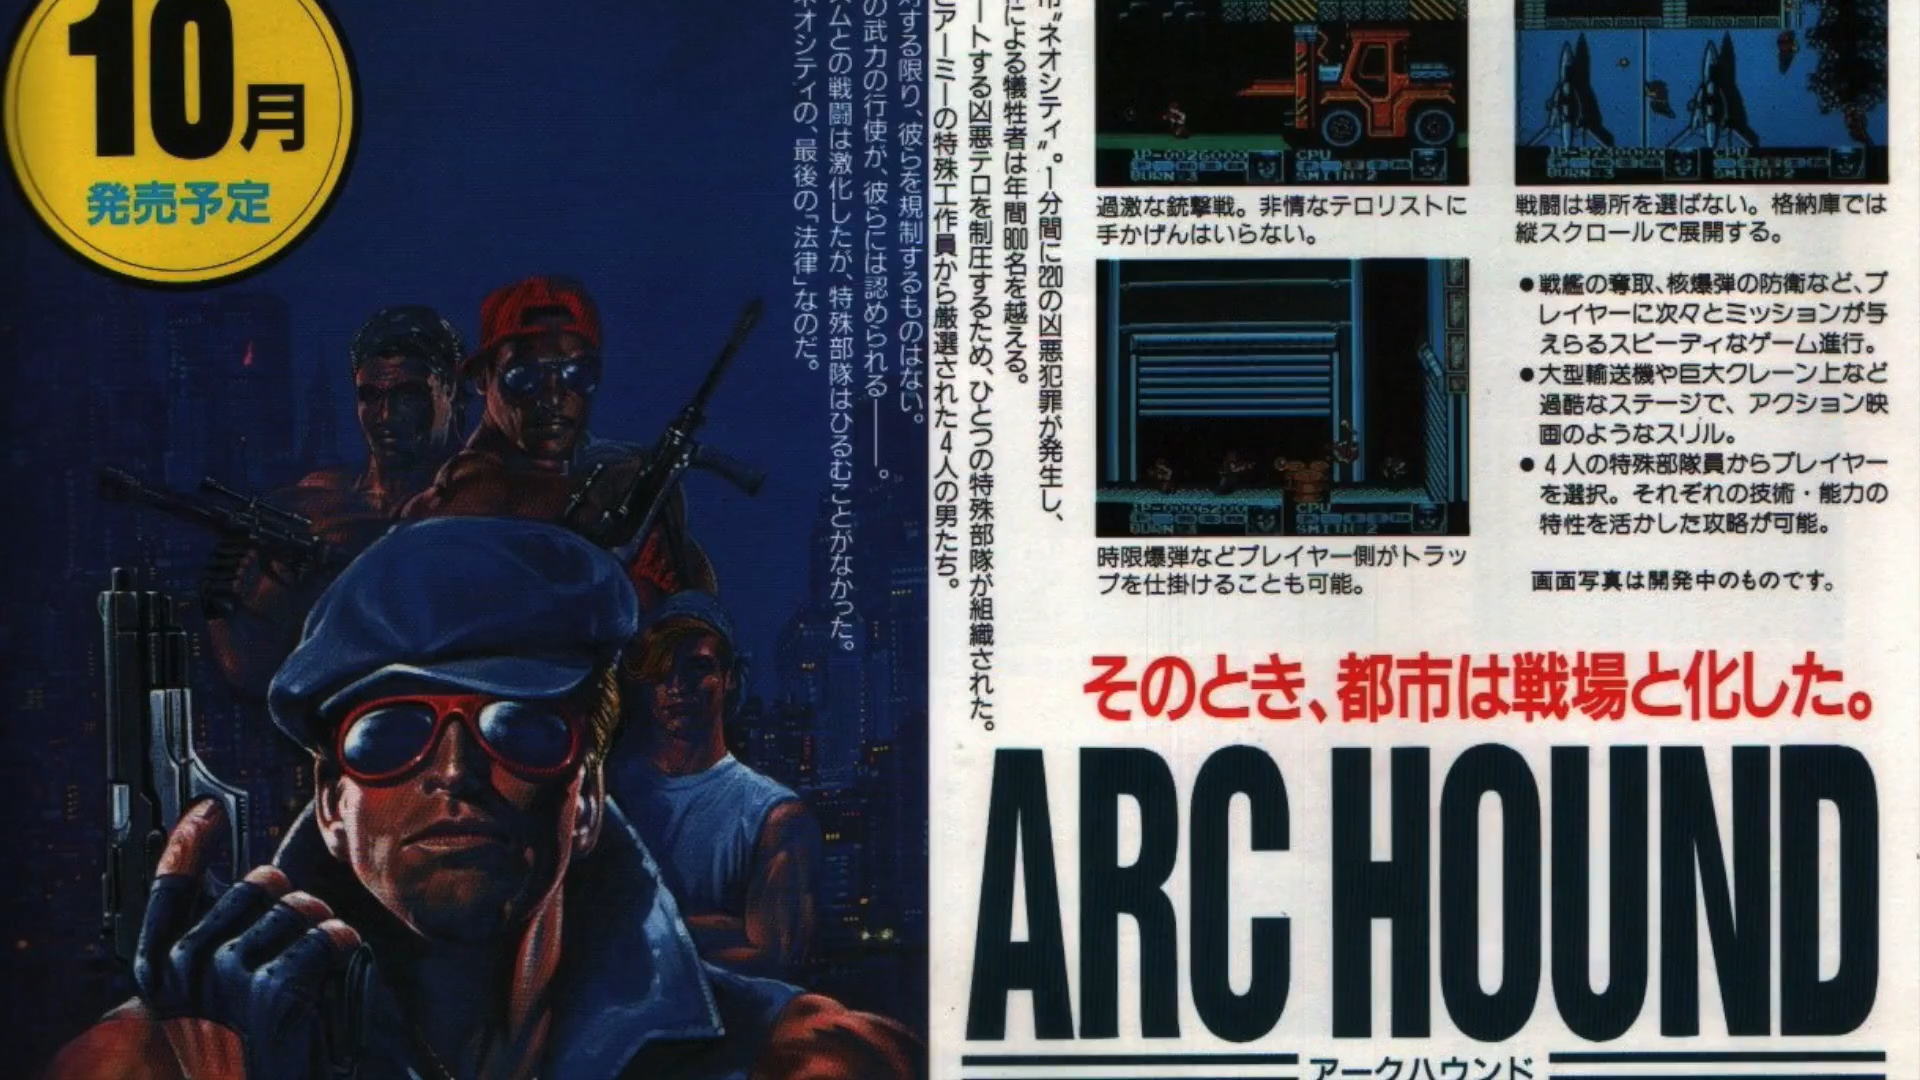 10月
発売予定
"ネオシティ"。1分間に220の凶悪犯罪が発生し、
による犠牲者は年間800名を越える。
ートする凶悪テロを制圧するため、ひとつの特殊部隊が組織された。
アーミーの特殊工作員から厳選された4人の男たち。
する限り、彼らを規制するものはない。
の武力の行使が、彼らには認められる――。
ムとの戦闘は激化したが、特殊部隊はひるむことがなかった。
ネオシティの、最後の「法律」なのだ。
1P-0026000
CPU
BURN=3
SMITH=2
過激な銃撃戦。非情なテロリストに
手かげんはいらない。
CPU
BURN=3
SMITH=2
戦闘は場所を選ばない。格納庫では
縦スクロールで展開する。
1P-0006200
CPU
BURN=3
SMITH=2
時限爆弾などプレイヤー側がトラッ
プを仕掛けることも可能。
●戦艦の奪取、核爆弾の防衛など、プ
レイヤーに次々とミッションが与
えらるスピーディなゲーム進行。
●大型輸送機や巨大クレーン上など
過酷なステージで、アクション映
画のようなスリル。
●4人の特殊部隊員からプレイヤー
を選択。それぞれの技術・能力の
特性を活かした攻略が可能。
画面写真は開発中のものです。
そのとき、都市は戦場と化した。
ARC HOUND
アークハウンド